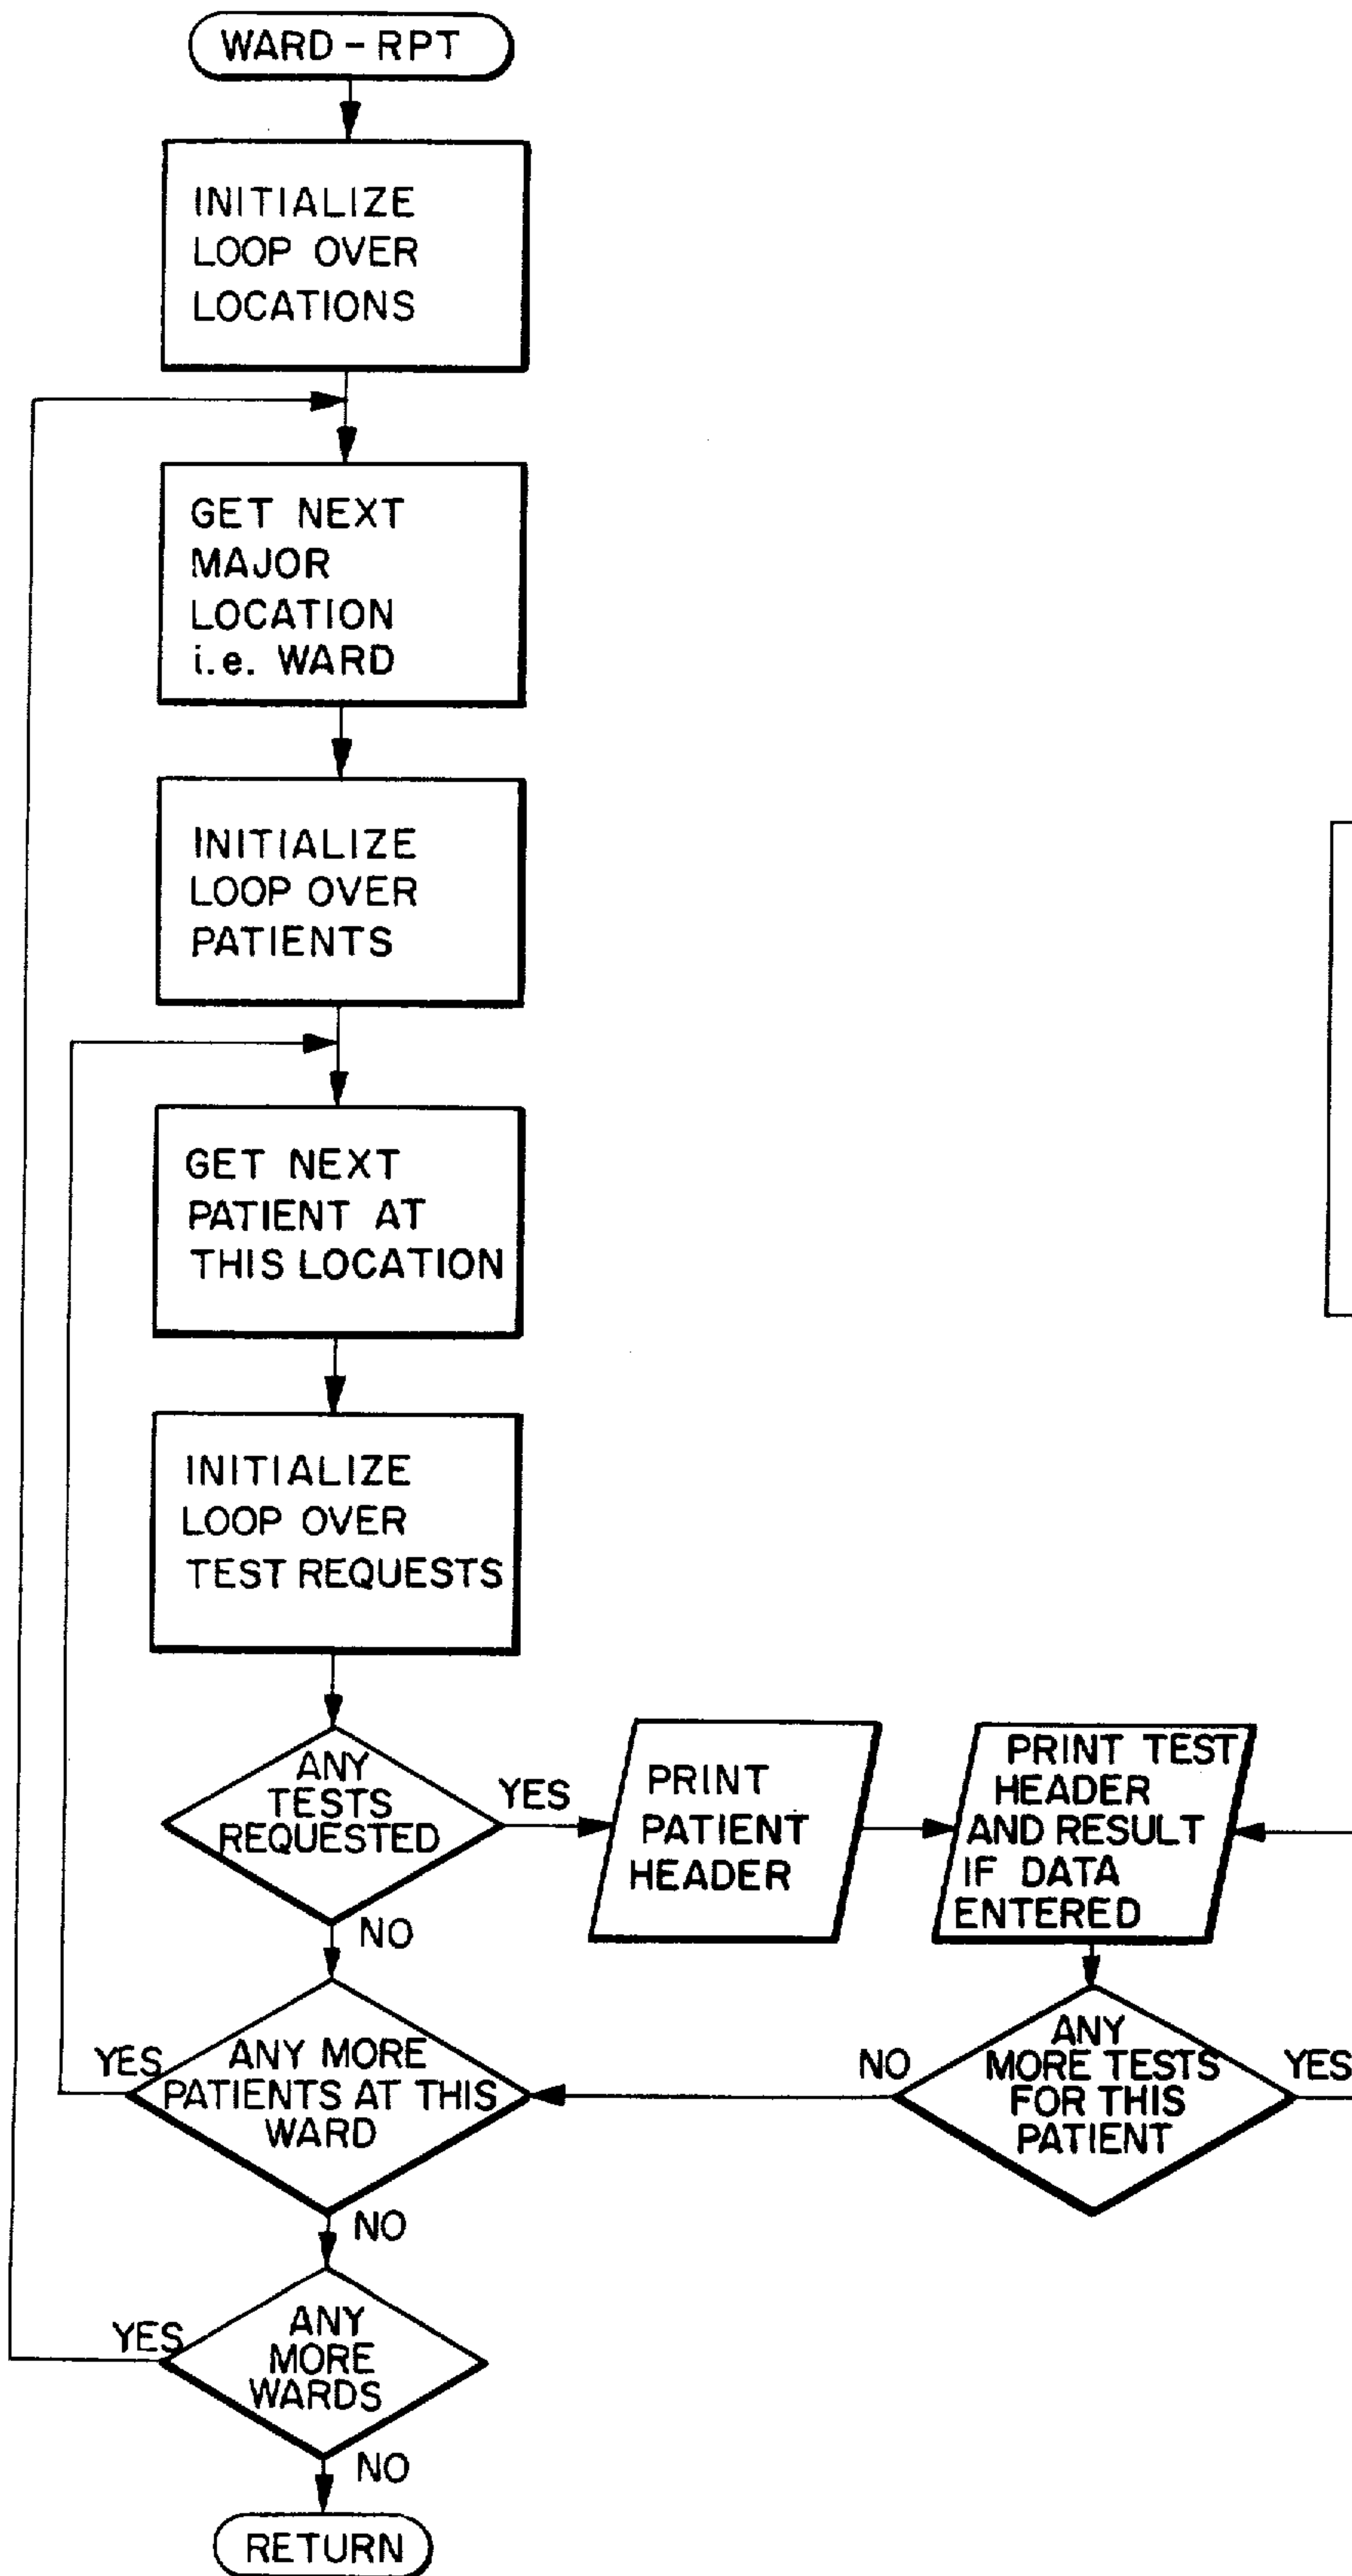 WARD - RPT
INITIALIZE
LOOP OVER
LOCATIONS
GET NEXT
MAJOR
LOCATION
i.e. WARD
INITIALIZE
LOOP OVER
PATIENTS
GET NEXT
PATIENT AT
THIS LOCATION
INITIALIZE
LOOP OVER
TEST REQUESTS
ANY
TESTS
REQUESTED
YES
NO
PRINT
PATIENT
HEADER
PRINT TEST
HEADER
AND RESULT
IF DATA
ENTERED
ANY
MORE TESTS
FOR THIS
PATIENT
NO
YES
ANY MORE
PATIENTS AT THIS
WARD
YES
NO
ANY
MORE
WARDS
YES
NO
RETURN